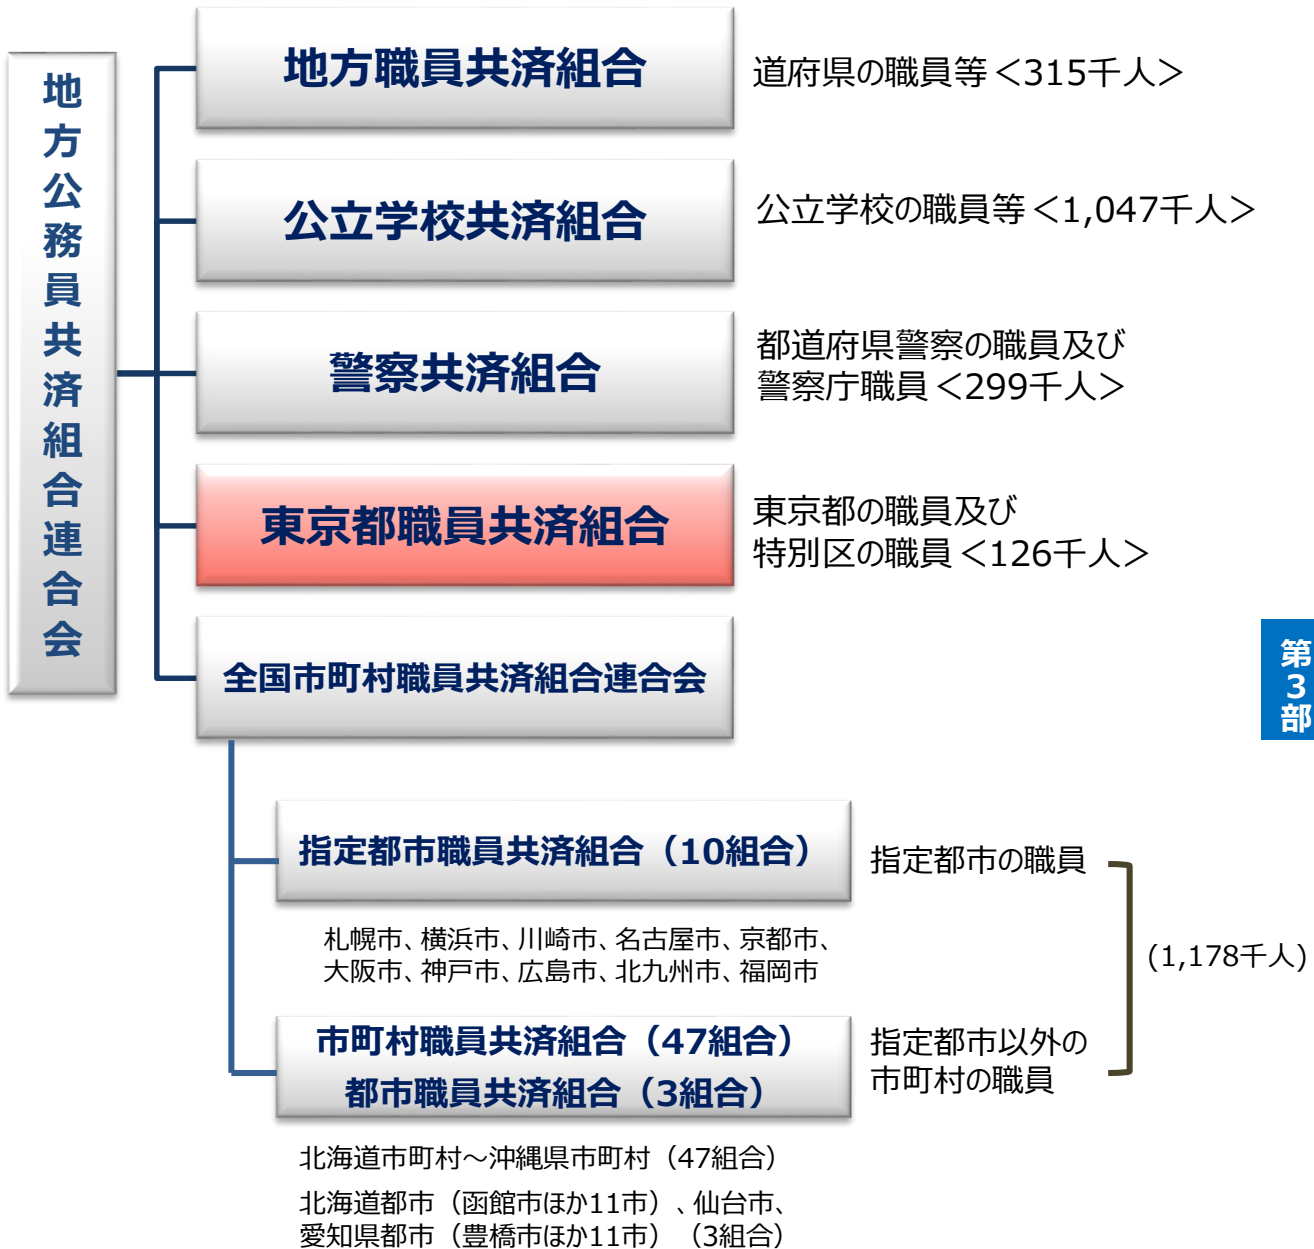 地方公務員共済組合連合会
地方職員共済組合
道府県の職員等＜315千人＞
公立学校共済組合
公立学校の職員等＜1,047千人＞
警察共済組合
都道府県警察の職員及び
警察庁職員＜299千人＞
東京都職員共済組合
東京都の職員及び
特別区の職員＜126千人＞
全国市町村職員共済組合連合会
第3部
指定都市職員共済組合（10組合）
指定都市の職員
札幌市、横浜市、川崎市、名古屋市、京都市、
大阪市、神戸市、広島市、北九州市、福岡市
(1,178千人)
市町村職員共済組合（47組合）
都市職員共済組合（3組合）
指定都市以外の
市町村の職員
北海道市町村～沖縄県市町村（47組合）
北海道都市（函館市ほか11市）、仙台市、
愛知県都市（豊橋市ほか11市）（3組合）